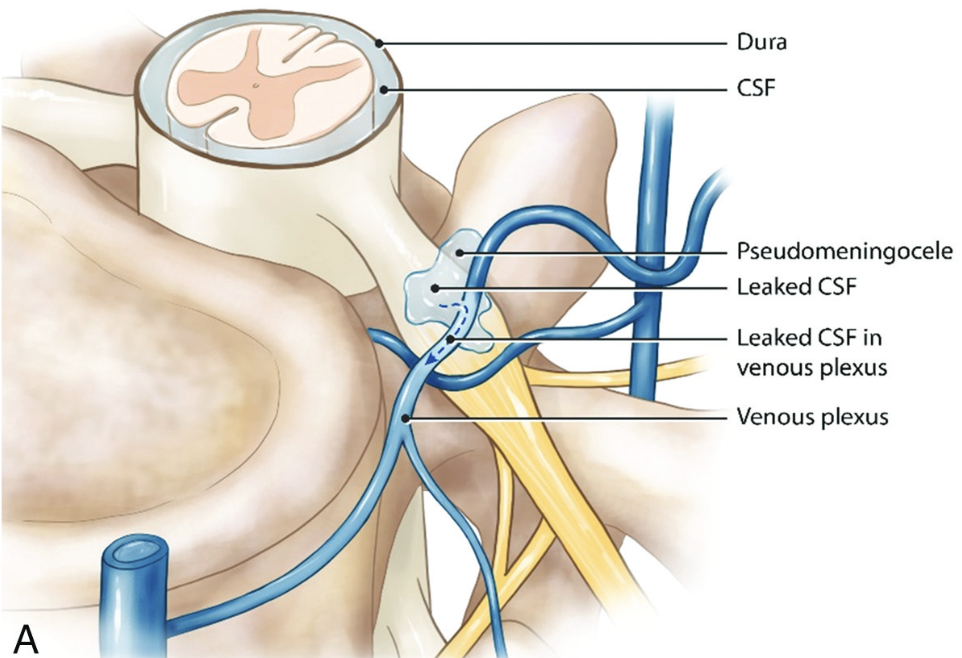 Dura
CSF
Pseudomeningocele
Leaked CSF
Leaked CSF in
venous plexus
Venous plexus
A